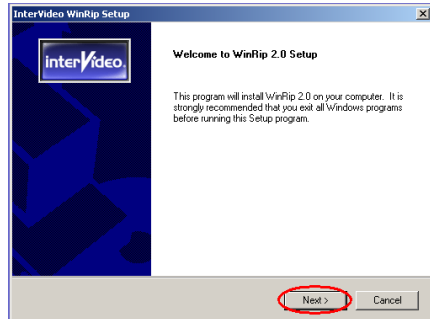 InterVideo WinRip Setup
interVideo.
Welcome to WinRip 2.0 Setup
This program will install WinRip 2.0 on your computer. It is
strongly recommended that you exit all Windows programs
before running this Setup program.
Next >
Cancel